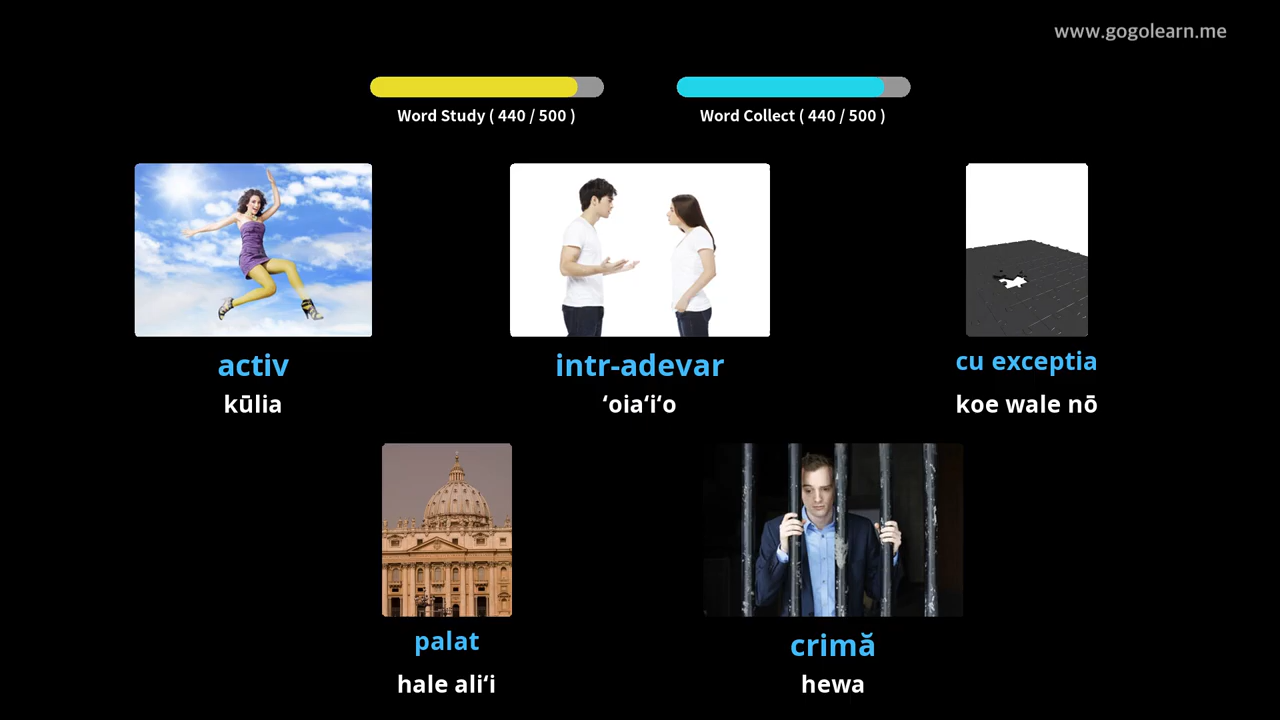 www.gogolearn.me
Word Study ( 440 / 500 )
Word Collect ( 440 / 500 )
activ
kūlia
intr-adevar
ʻoiaʻiʻo
cu exceptia
koe wale nō
palat
hale aliʻi
crimă
hewa